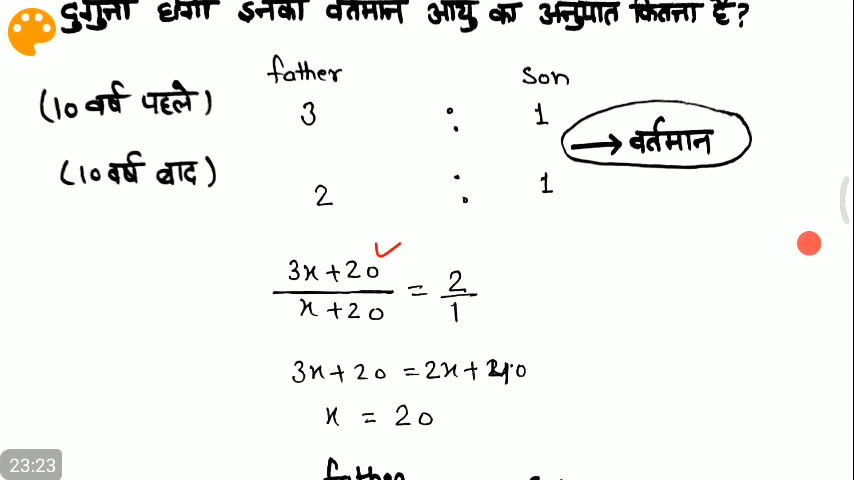 दुगुना होगा इनकी वर्तमान आयु का अनुपात कितना है?
father son
(10 वर्ष पहले) 3 : 1
→ वर्तमान
(10 वर्ष बाद) 2 : 1
3x+20 / x+20 = 2/1
3x+20 = 2x+40
x = 20
father
23:23